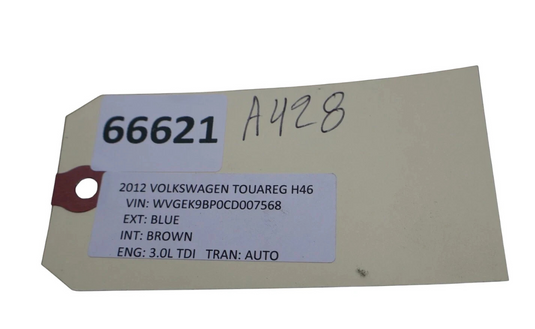 66621
A428
2012 VOLKSWAGEN TOUAREG H46
VIN: WVGEK9BP0CD007568
EXT: BLUE
INT: BROWN
ENG: 3.0L TDI TRAN: AUTO